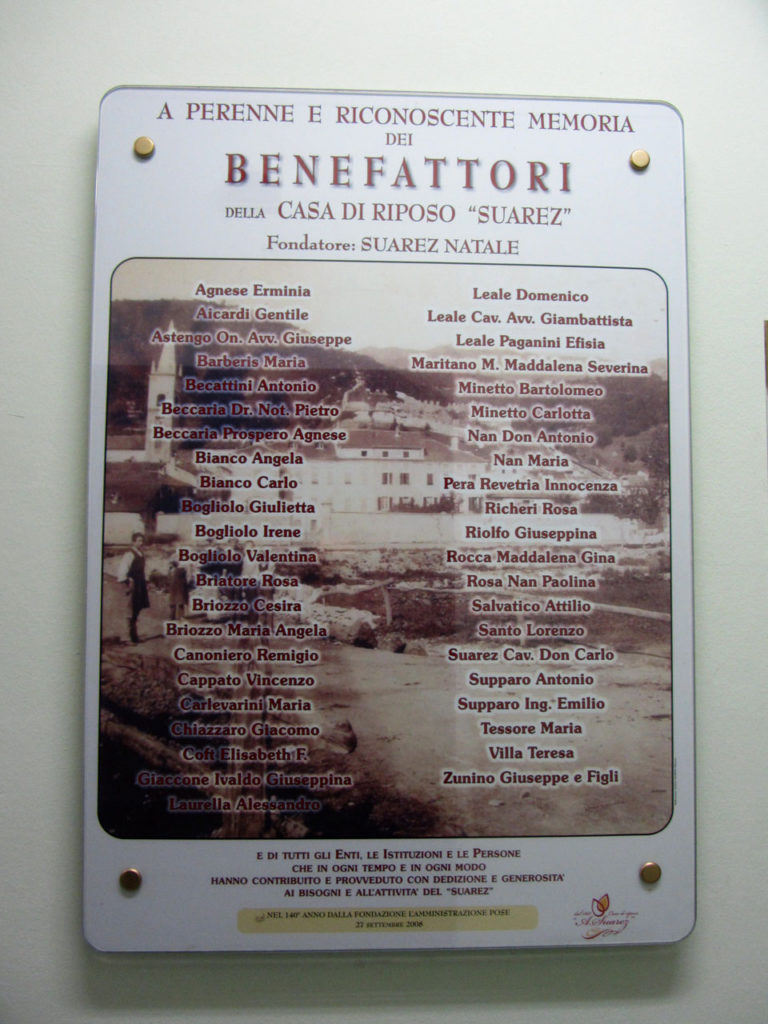 A PERENNE E RICONOSCENTE MEMORIA
DEI
BENEFATTORI
DELLA CASA DI RIPOSO "SUAREZ"
Fondatore: SUAREZ NATALE
Agnese Erminia
Aicardi Gentile
Astengo On. Avv. Giuseppe
Barberis Maria
Becattini Antonio
Beccaria Dr. Not. Pietro
Beccaria Prospero Agnese
Bianco Angela
Bianco Carlo
Bogliolo Giulietta
Bogliolo Irene
Bogliolo Valentina
Briatore Rosa
Briozzo Cesira
Briozzo Maria Angela
Canoniero Remigio
Cappato Vincenzo
Carlevarini Maria
Chiazzaro Giacomo
Coft Elisabeth F.
Giaccone Ivaldo Giuseppina
Laurella Alessandro
Leale Domenico
Leale Cav. Avv. Giambattista
Leale Paganini Efisia
Maritano M. Maddalena Severina
Minetto Bartolomeo
Minetto Carlotta
Nan Don Antonio
Nan Maria
Pera Revetria Innocenza
Richeri Rosa
Riolfo Giuseppina
Rocca Maddalena Gina
Rosa Nan Paolina
Salvatico Attilio
Santo Lorenzo
Suarez Cav. Don Carlo
Supparo Antonio
Supparo Ing. Emilio
Tessore Maria
Villa Teresa
Zunino Giuseppe e Figli
E DI TUTTI GLI ENTI, LE ISTITUZIONI E LE PERSONE
CHE IN OGNI TEMPO E IN OGNI MODO
HANNO CONTRIBUITO E PROVVEDUTO CON DEDIZIONE E GENEROSITA'
AI BISOGNI E ALL'ATTIVITA' DEL "SUAREZ"
NEL 140° ANNO DALLA FONDAZIONE L'AMMINISTRAZIONE POSE
27 SETTEMBRE 2008
Suarez